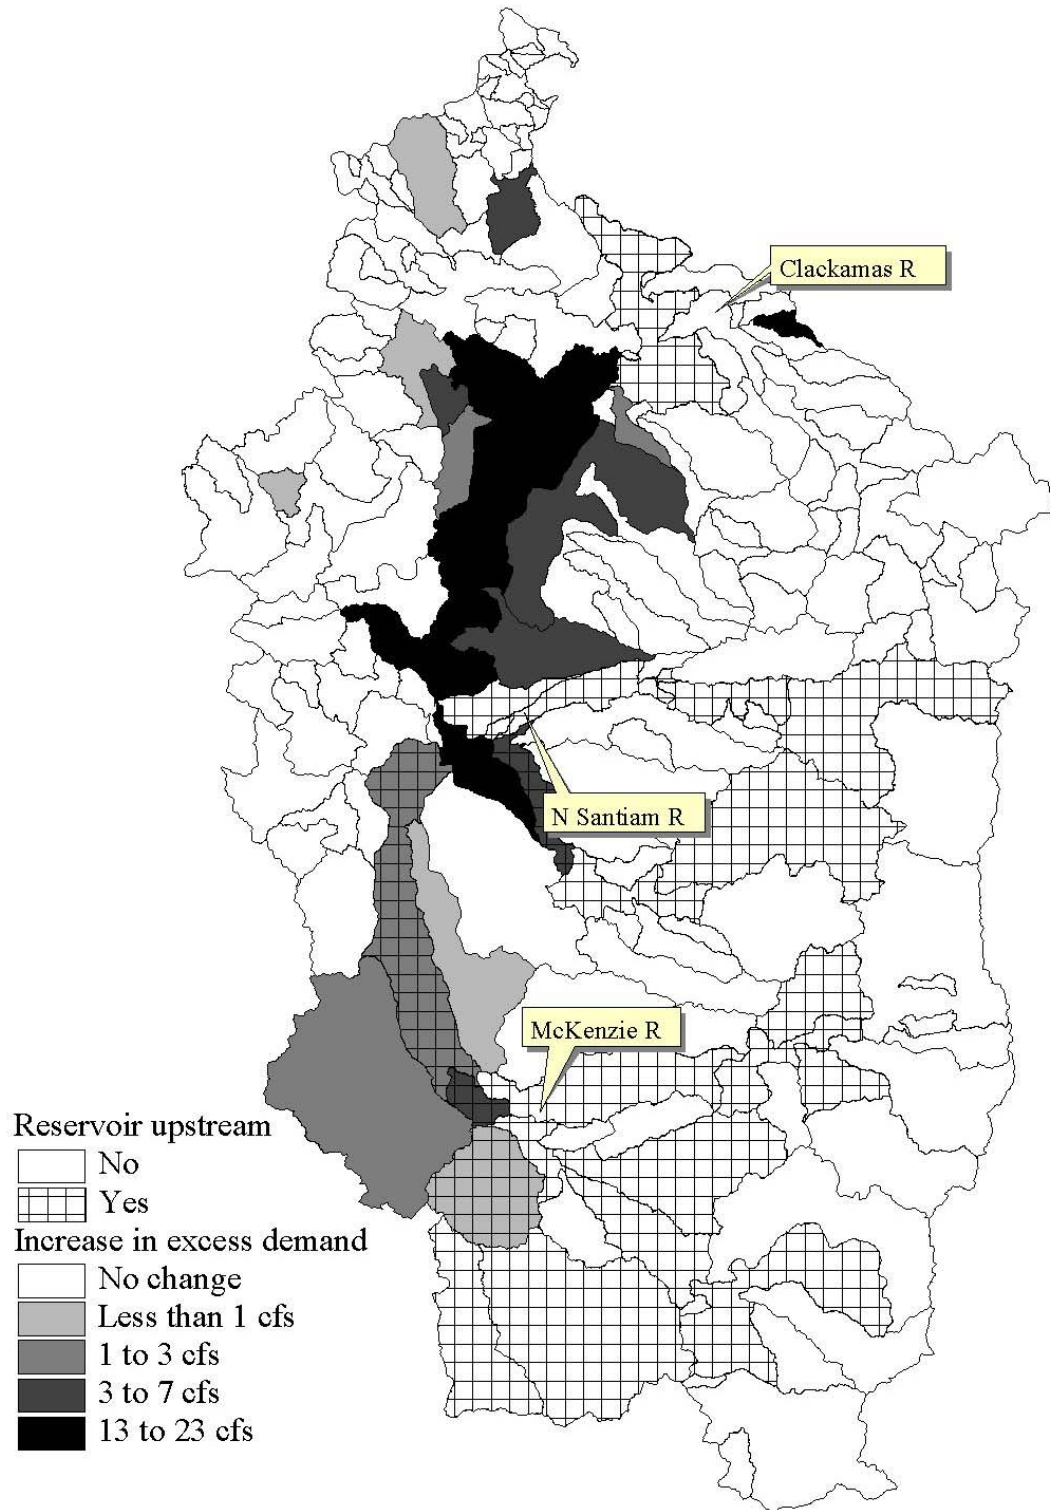 Clackamas R
N Santiam R
McKenzie R
Reservoir upstream
No
Yes
Increase in excess demand
No change
Less than 1 cfs
1 to 3 cfs
3 to 7 cfs
13 to 23 cfs